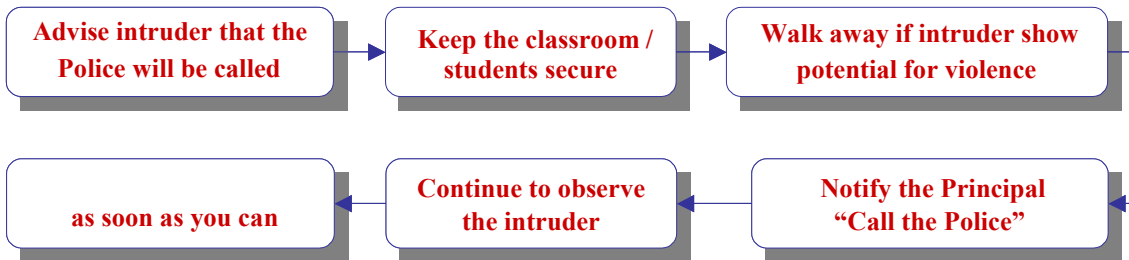 Advise intruder that the
Police will be called
Keep the classroom /
students secure
Walk away if intruder show
potential for violence
Notify the Principal
“Call the Police”
Continue to observe
the intruder
as soon as you can